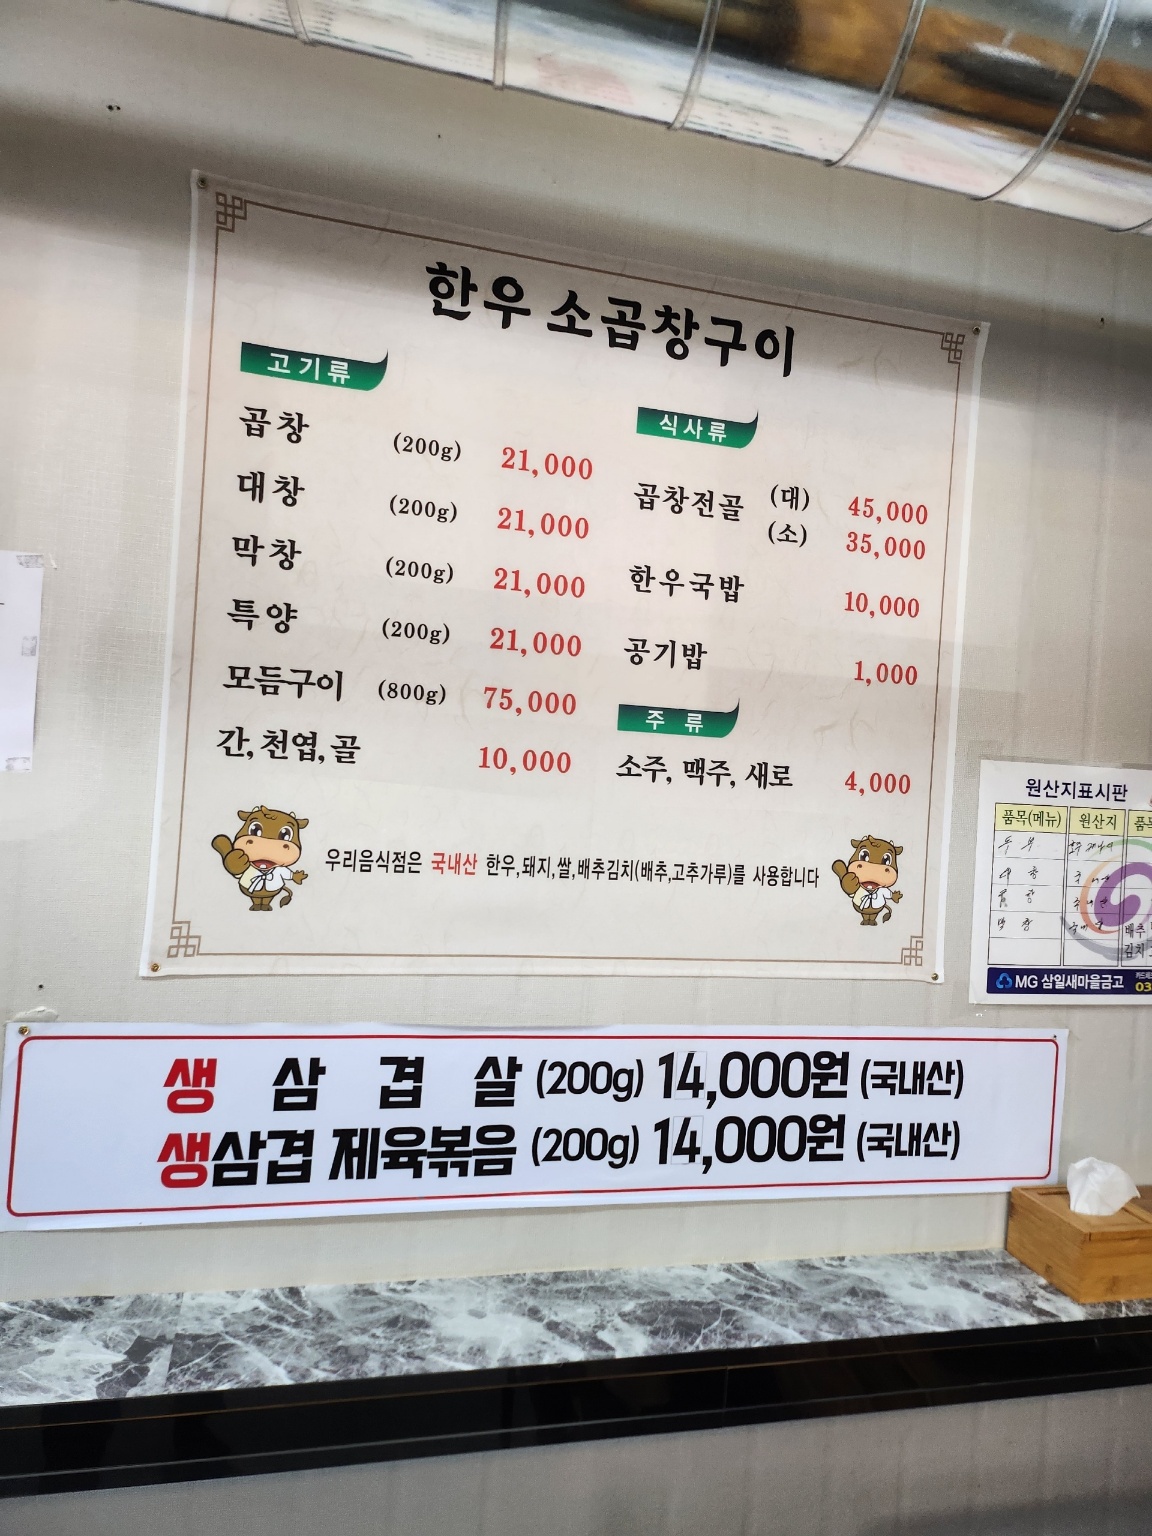 한우 소곱창구이
고기류
곱창 (200g) 21,000
대창 (200g) 21,000
막창 (200g) 21,000
특양 (200g) 21,000
모듬구이 (800g) 75,000
간, 천엽, 골 10,000
식사류
곱창전골 (대) 45,000
(소) 35,000
한우국밥 10,000
공기밥 1,000
주 류
소주, 맥주, 새로 4,000
우리음식점은 국내산 한우,돼지,쌀,배추김치(배추,고추가루)를 사용합니다
원산지표시판
품목(메뉴) 원산지
배추
김치
MG 삼일새마을금고
03
생 삼 겹 살 (200g) 14,000원 (국내산)
생삼겹 제육볶음 (200g) 14,000원 (국내산)